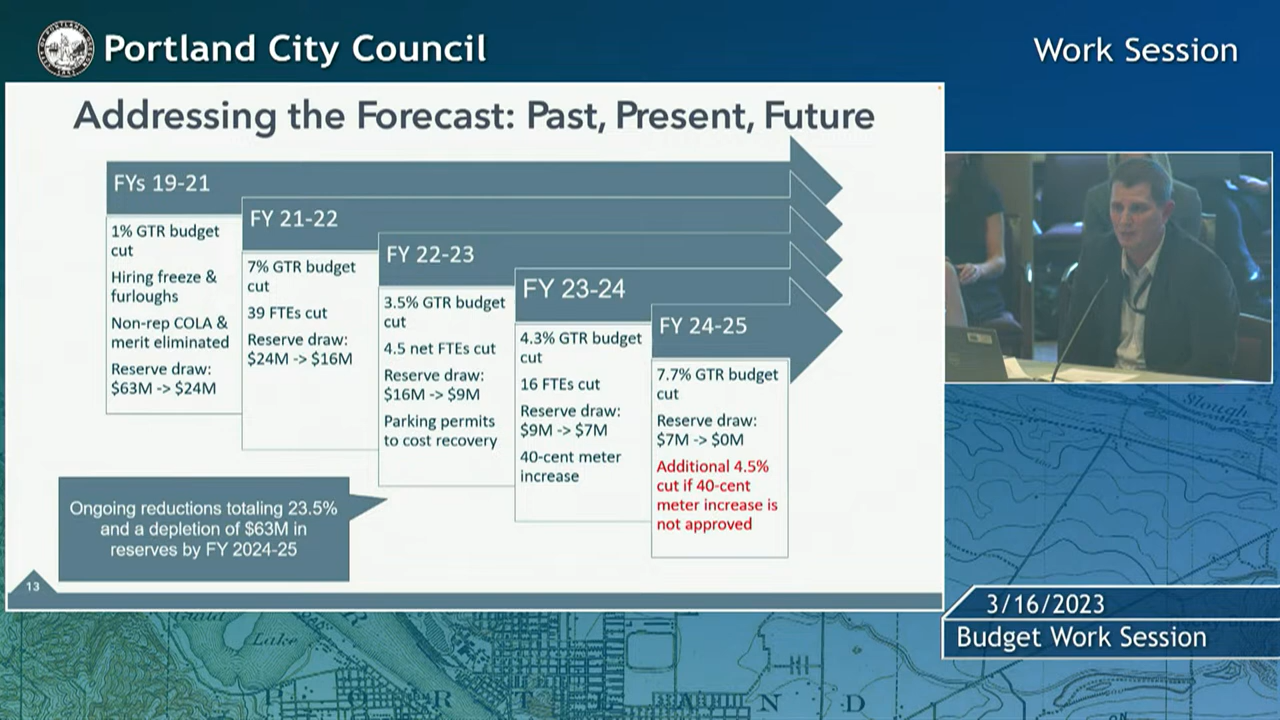 Portland City Council
Work Session
Addressing the Forecast: Past, Present, Future
FYs 19-21
1% GTR budget
cut
Hiring freeze &
furloughs
Non-rep COLA &
merit eliminated
Reserve draw:
$63M -> $24M
FY 21-22
7% GTR budget
cut
39 FTEs cut
Reserve draw:
$24M -> $16M
FY 22-23
3.5% GTR budget
cut
4.5 net FTEs cut
Reserve draw:
$16M -> $9M
Parking permits
to cost recovery
FY 23-24
4.3% GTR budget
cut
16 FTEs cut
Reserve draw:
$9M -> $7M
40-cent meter
increase
FY 24-25
7.7% GTR budget
cut
Reserve draw:
$7M -> $0M
Additional 4.5%
cut if 40-cent
meter increase is
not approved
Ongoing reductions totaling 23.5%
and a depletion of $63M in
reserves by FY 2024-25
13
Slough
3/16/2023
Budget Work Session
Guild
Lake
R T L A N D